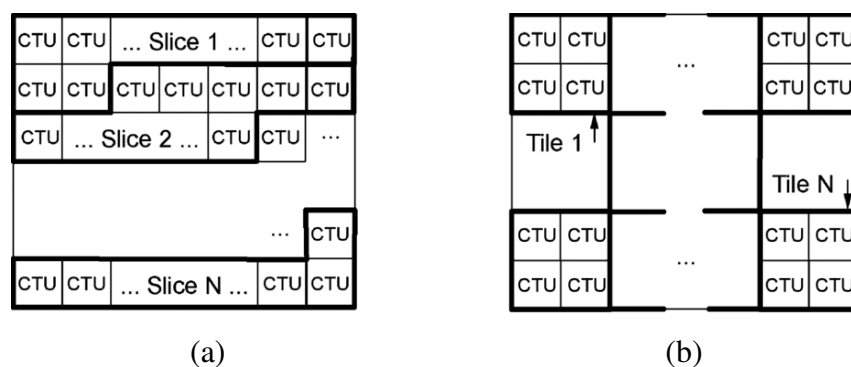 CTU CTU ... Slice 1 ... CTU CTU
CTU CTU CTU CTU CTU CTU CTU
CTU ... Slice 2 ... CTU CTU ...
... CTU
CTU CTU ... Slice N ... CTU CTU
(a)
CTU CTU ... CTU CTU
CTU CTU CTU CTU
Tile 1
Tile N
CTU CTU ... CTU CTU
CTU CTU CTU CTU
(b)